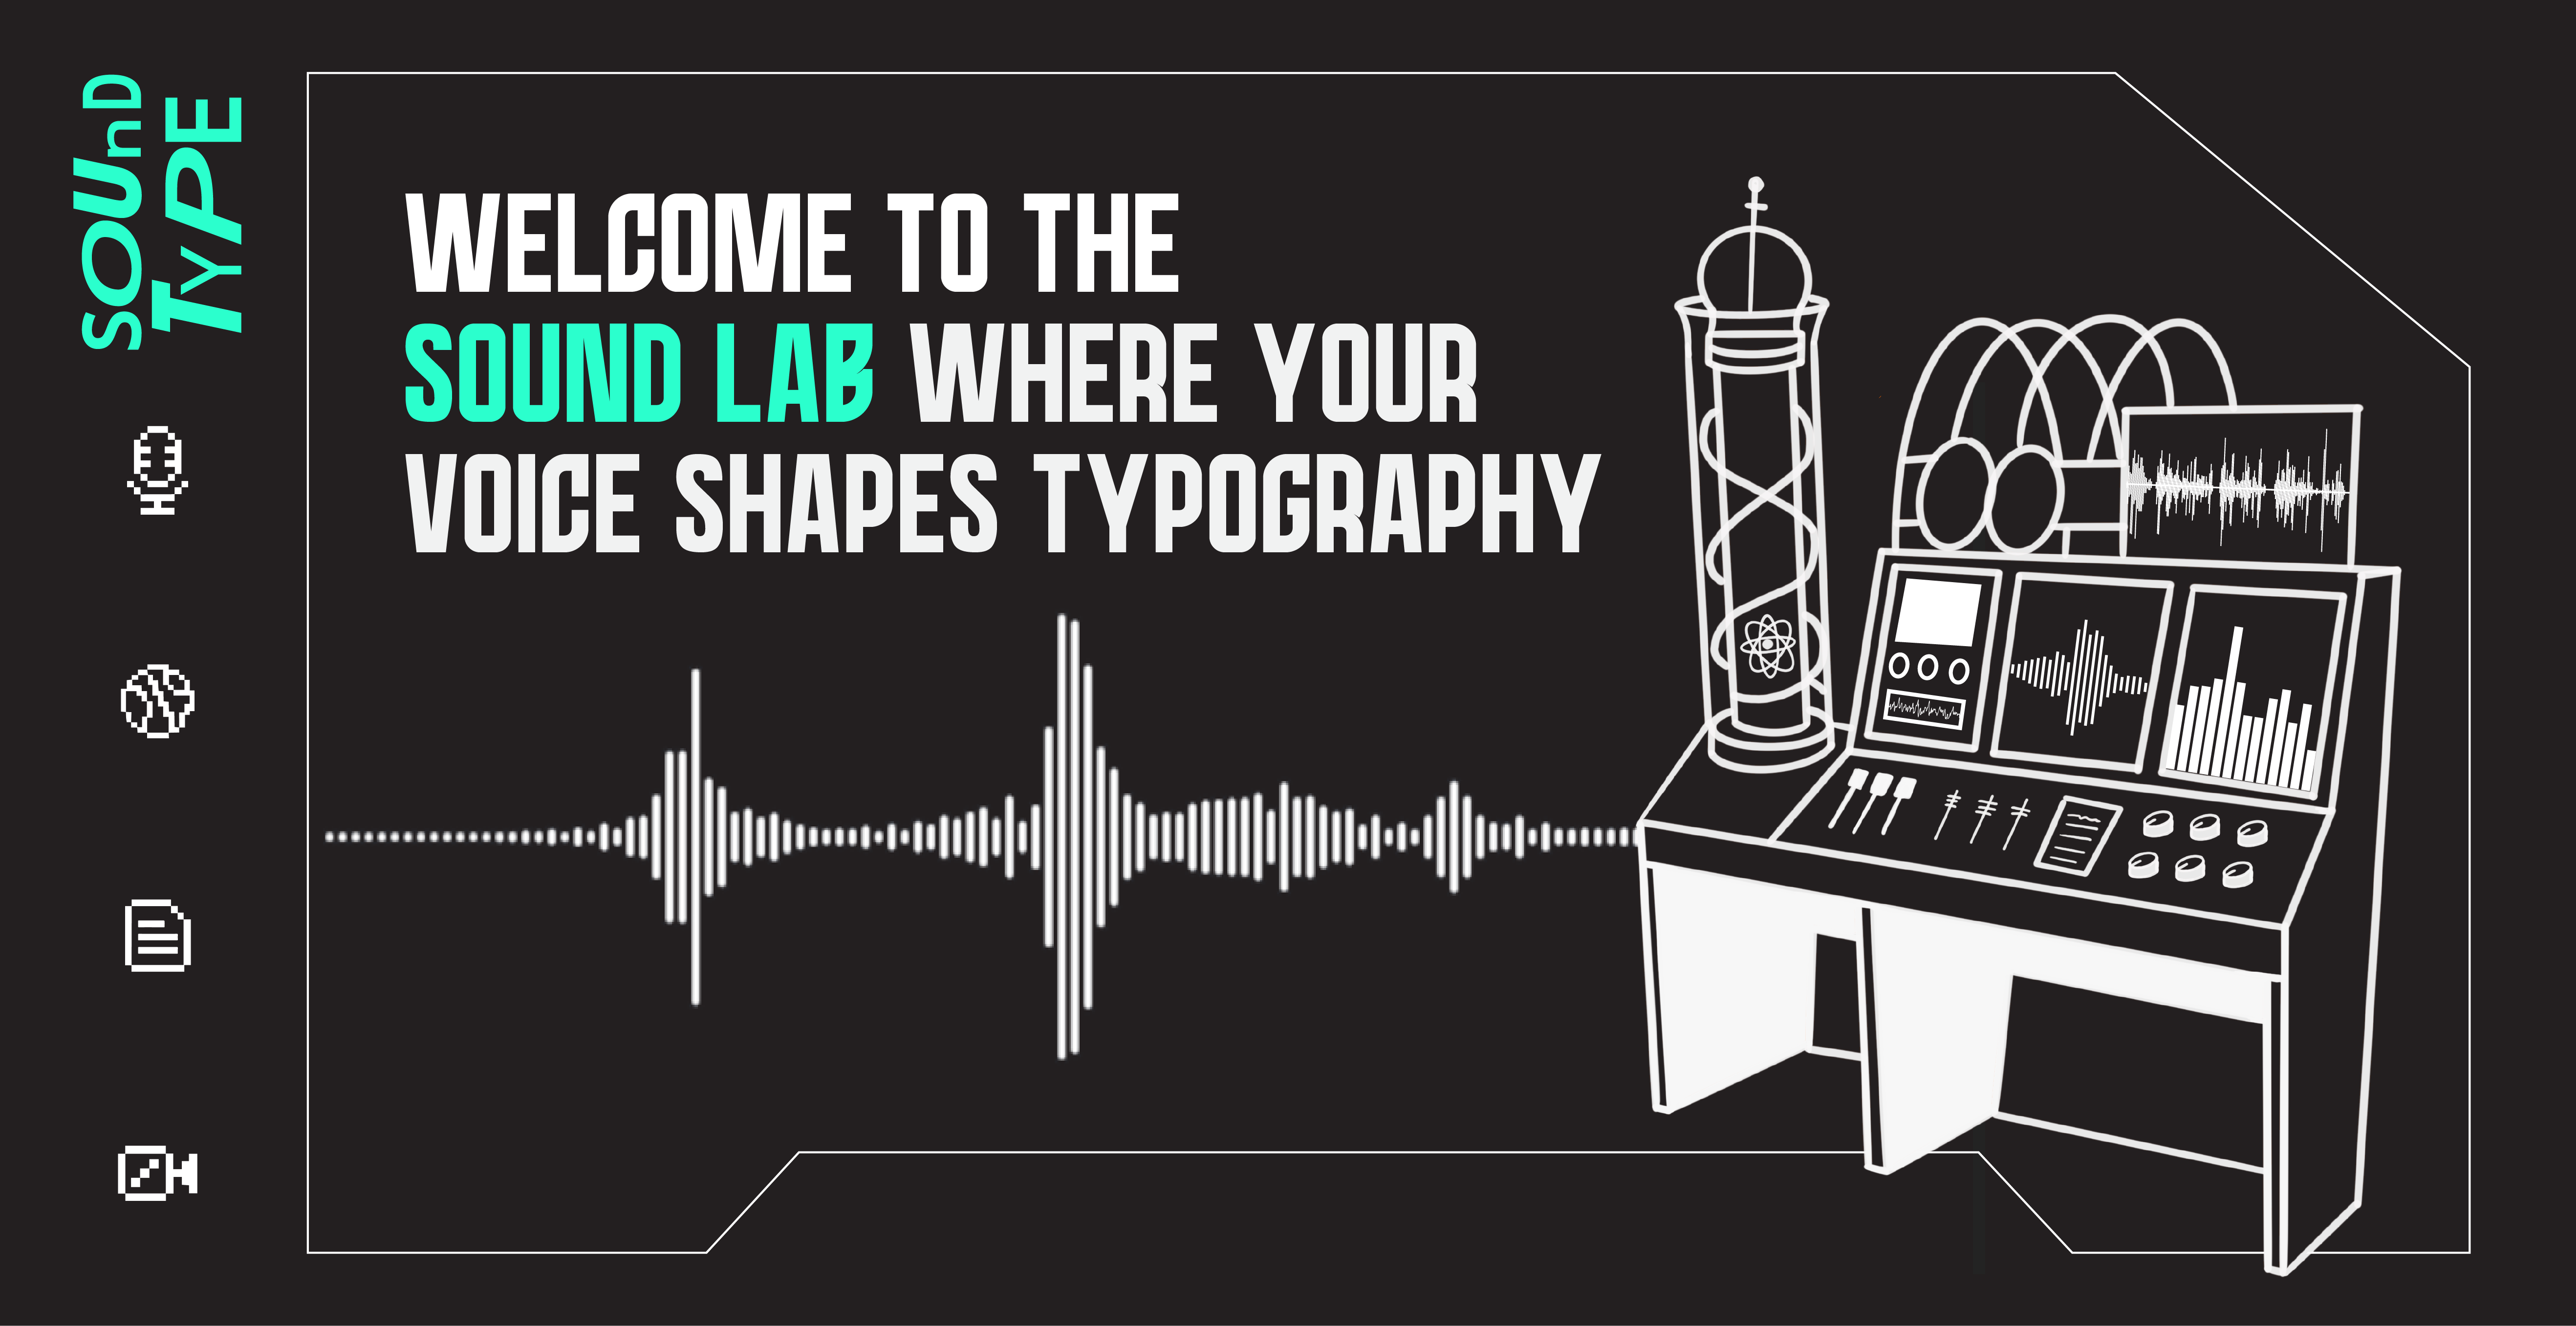 SOUnD
TYPE
WELCOME TO THE
SOUND LAB WHERE YOUR
VOICE SHAPES TYPOGRAPHY